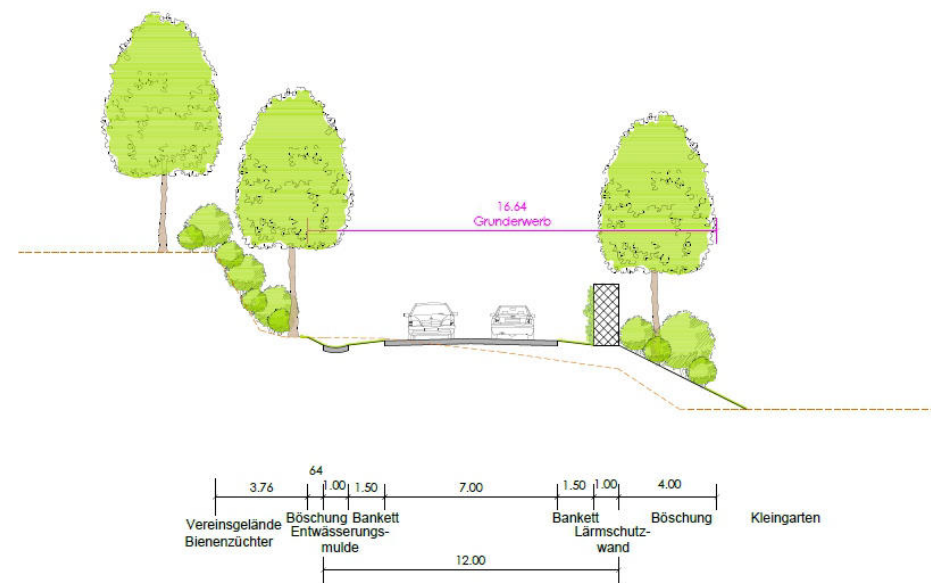 16.64
Grunderwerb
64
3.76 1.00 1.50 7.00 1.50 1.00 4.00
Vereinsgelände
Bienenzüchter
Böschung Bankett
Entwässerungs-
mulde
Bankett
Lärmschutz-
wand
Böschung
Kleingarten
12.00